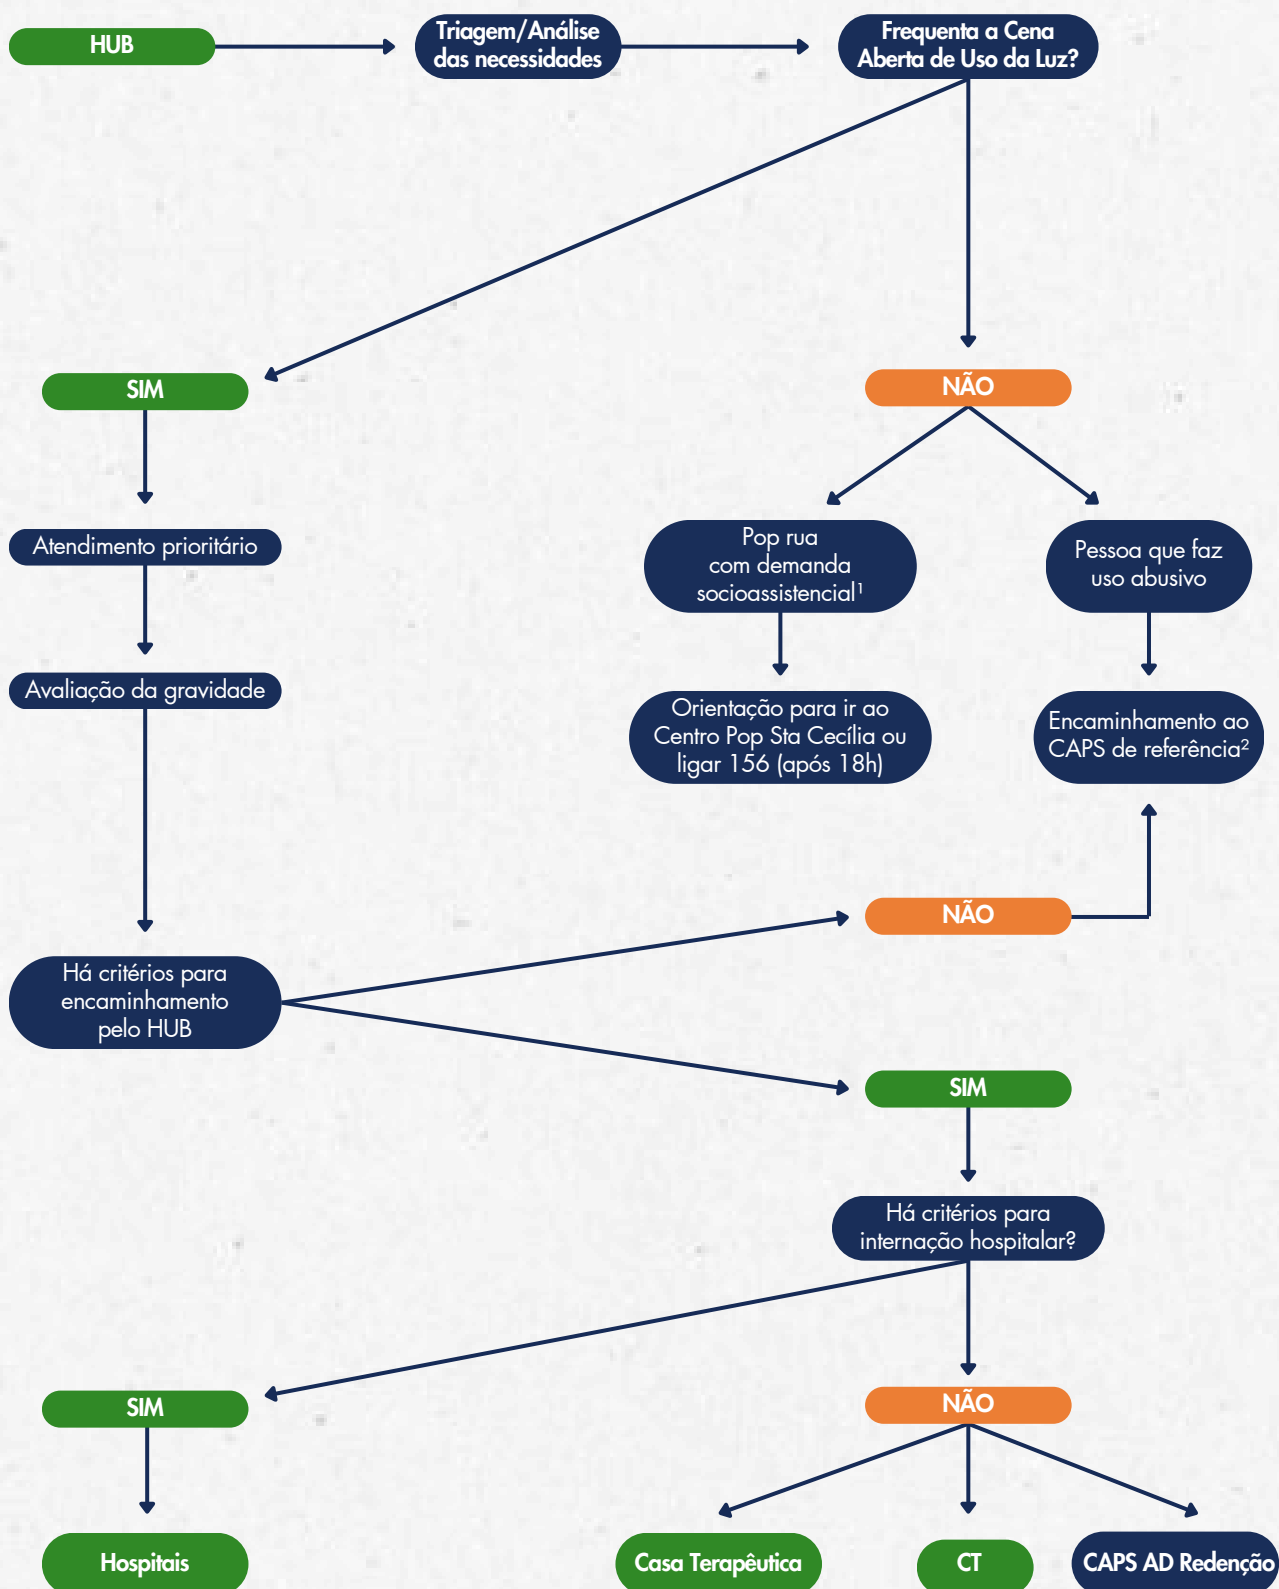 HUB
Triagem/Análise
das necessidades
Frequenta a Cena
Aberta de Uso da Luz?
SIM
NÃO
Atendimento prioritário
Pop rua
com demanda
socioassistencial¹
Pessoa que faz
uso abusivo
Avaliação da gravidade
Orientação para ir ao
Centro Pop Sta Cecília ou
ligar 156 (após 18h)
Encaminhamento ao
CAPS de referência²
NÃO
Há critérios para
encaminhamento
pelo HUB
SIM
Há critérios para
internação hospitalar?
SIM
NÃO
Hospitais
Casa Terapêutica
CT
CAPS AD Redenção